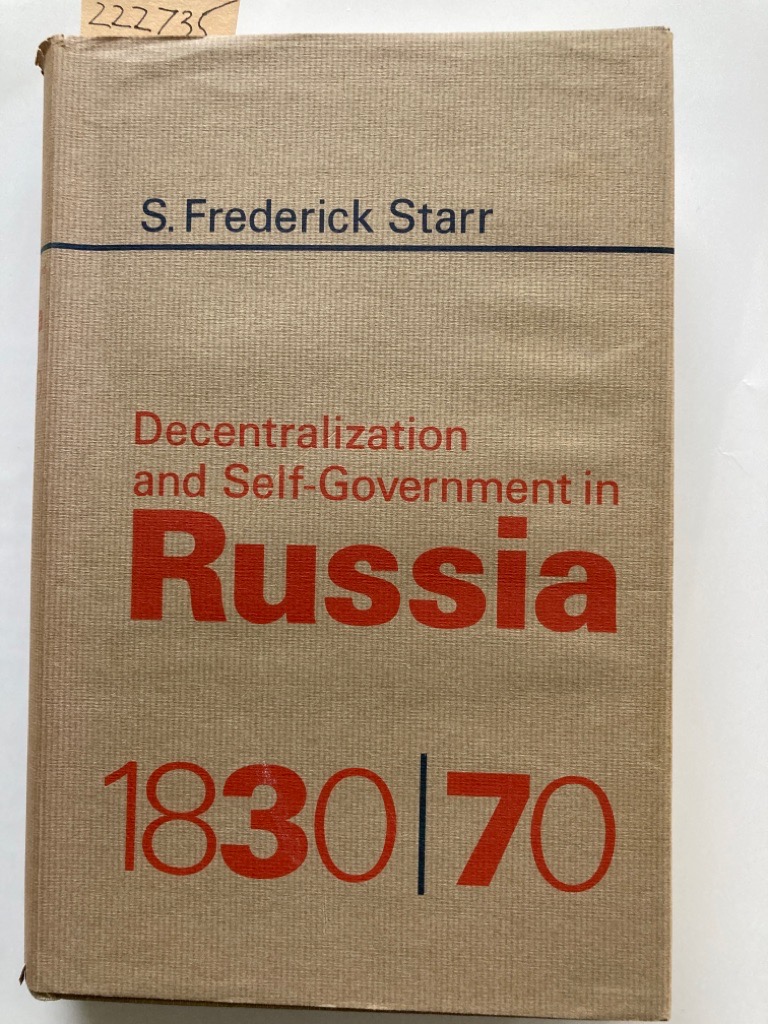 222735
S. Frederick Starr
Decentralization
and Self-Government in
Russia
1830|70